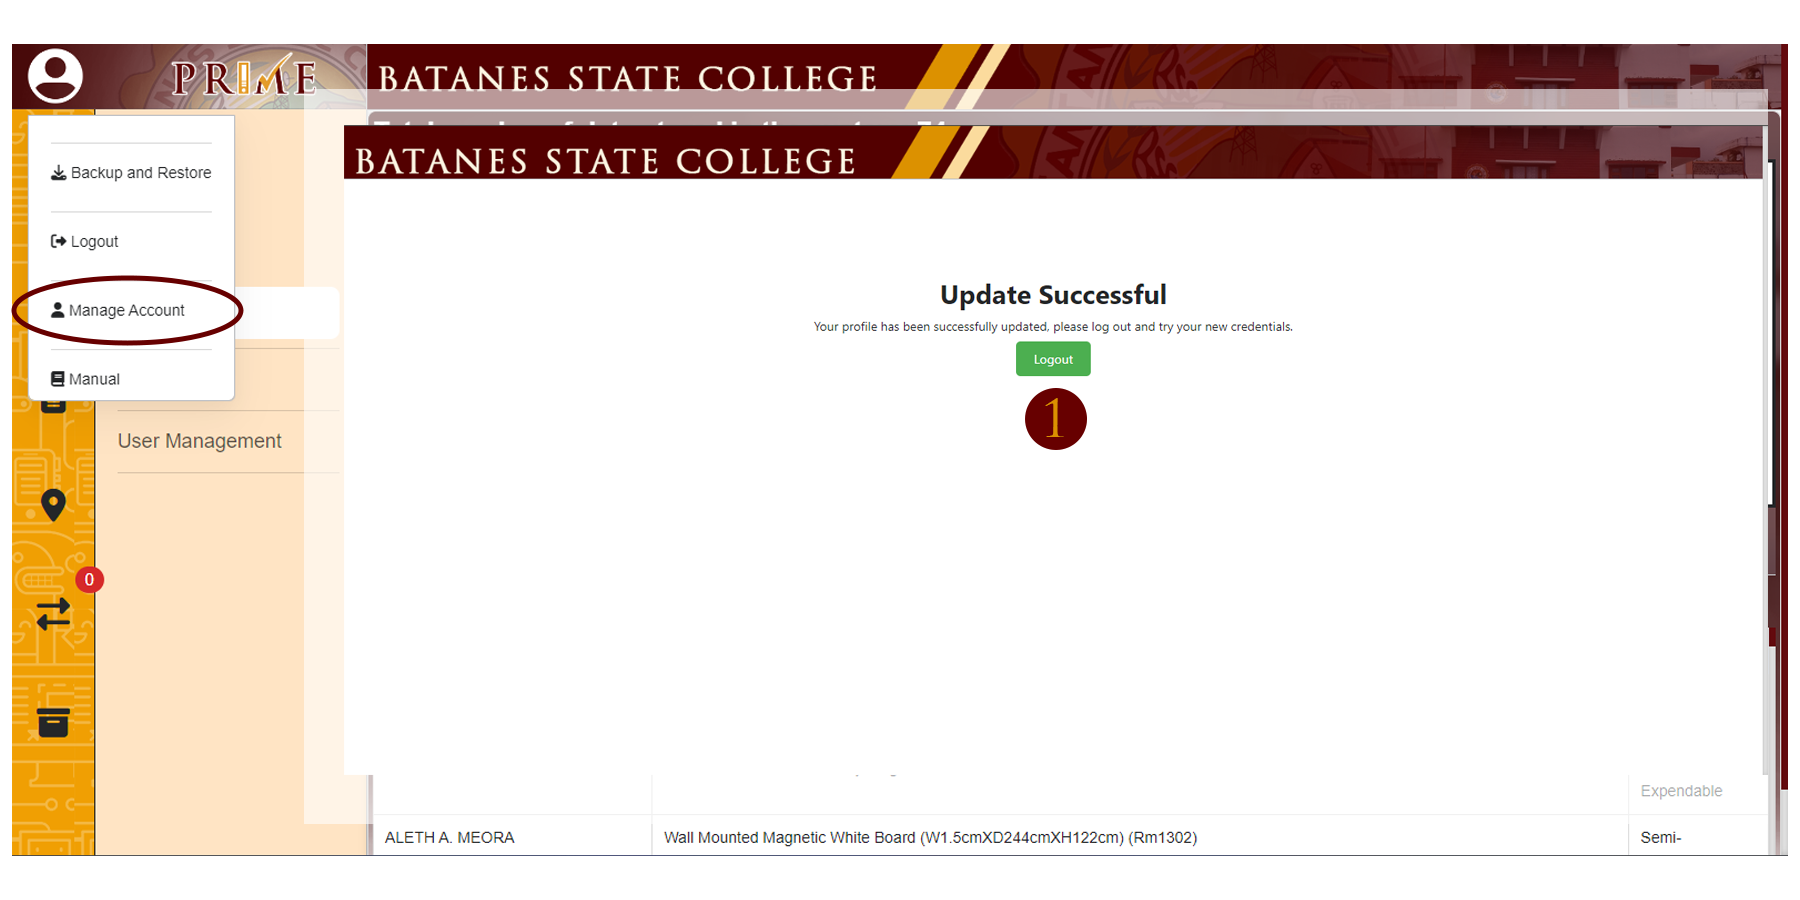 PRIME
BATANES STATE COLLEGE
BATANES STATE COLLEGE
Backup and Restore
Logout
Manage Account
Manual
User Management
0
Update Successful
Your profile has been successfully updated, please log out and try your new credentials.
Logout
1
Expendable
ALETH A. MEORA
Wall Mounted Magnetic White Board (W1.5cmXD244cmXH122cm) (Rm1302)
Semi-